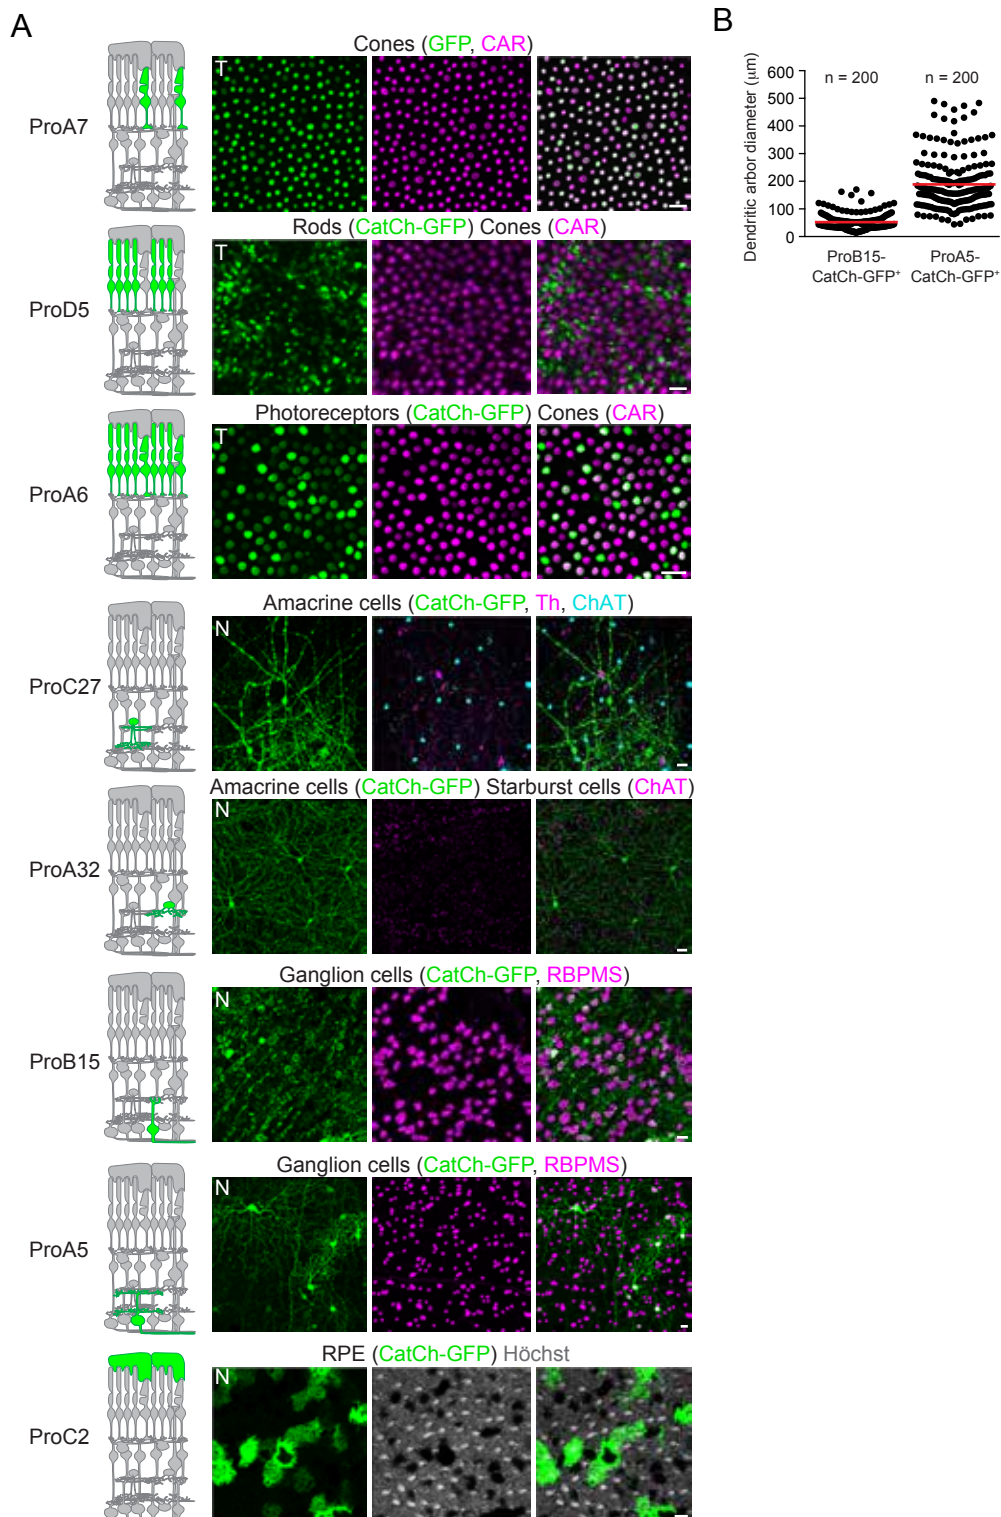 A
Cones (GFP, CAR)
ProA7
T
Rods (CatCh-GFP) Cones (CAR)
ProD5
T
Photoreceptors (CatCh-GFP) Cones (CAR)
ProA6
T
Amacrine cells (CatCh-GFP, Th, ChAT)
ProC27
N
Amacrine cells (CatCh-GFP) Starburst cells (ChAT)
ProA32
N
Ganglion cells (CatCh-GFP, RBPMS)
ProB15
N
Ganglion cells (CatCh-GFP, RBPMS)
ProA5
N
RPE (CatCh-GFP) Höchst
ProC2
N
B
Dendritic arbor diameter (μm)
n = 200 n = 200
600
500
400
300
200
100
0
ProB15- ProA5-
CatCh-GFP⁺ CatCh-GFP⁺